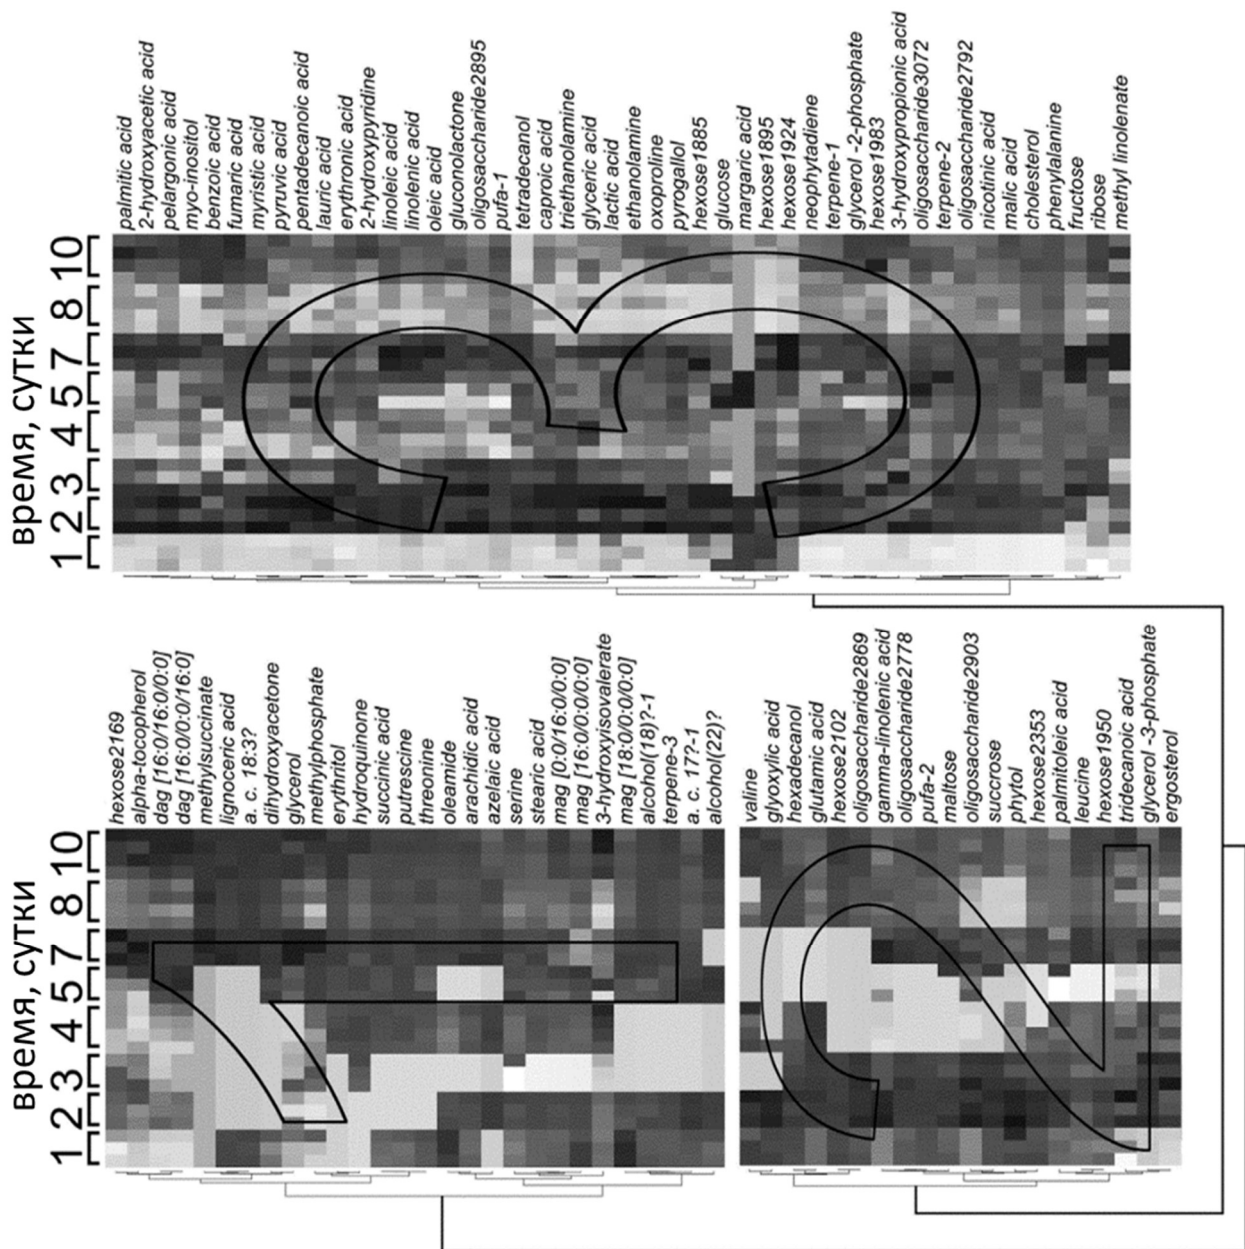 palmitic acid
2-hydroxyacetic acid
pelargonic acid
myo-inositol
benzoic acid
fumaric acid
myristic acid
pyruvic acid
pentadecanoic acid
lauric acid
erythronic acid
2-hydroxypyridine
linoleic acid
linolenic acid
oleic acid
gluconolactone
oligosaccharide2895
pufa-1
tetradecanol
caproic acid
triethanolamine
glyceric acid
lactic acid
ethanolamine
oxoproline
pyrogallol
hexose1885
glucose
margaric acid
hexose1895
hexose1924
neophytadiene
terpene-1
glycerol -2-phosphate
hexose1983
3-hydroxypropionic acid
oligosaccharide3072
terpene-2
oligosaccharide2792
nicotinic acid
malic acid
cholesterol
phenylalanine
fructose
ribose
methyl linolenate
время, сутки
10
8
7
5
4
3
2
1
3
hexose2169
alpha-tocopherol
dag [16:0/16:0/0:0]
dag [16:0/0:0/16:0]
methylsuccinate
lignoceric acid
a. c. 18:3?
dihydroxyacetone
glycerol
methylphosphate
erythritol
hydroquinone
succinic acid
putrescine
threonine
oleamide
arachidic acid
azelaic acid
serine
stearic acid
mag [0:0/16:0/0:0]
mag [16:0/0:0/0:0]
3-hydroxyisovalerate
mag [18:0/0:0/0:0]
alcohol(18)?-1
terpene-3
a. c. 17?-1
alcohol(22)?
время, сутки
10
8
7
5
4
3
2
1
1
valine
glyoxylic acid
hexadecanol
glutamic acid
hexose2102
oligosaccharide2869
gamma-linolenic acid
oligosaccharide2778
pufa-2
maltose
oligosaccharide2903
sucrose
phytol
hexose2353
palmitoleic acid
leucine
hexose1950
tridecanoic acid
glycerol -3-phosphate
ergosterol
2